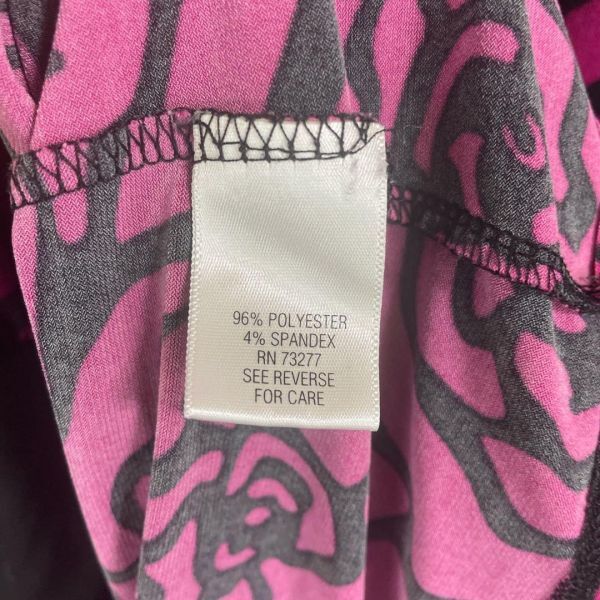 96% POLYESTER
4% SPANDEX
RN 73277
SEE REVERSE
FOR CARE